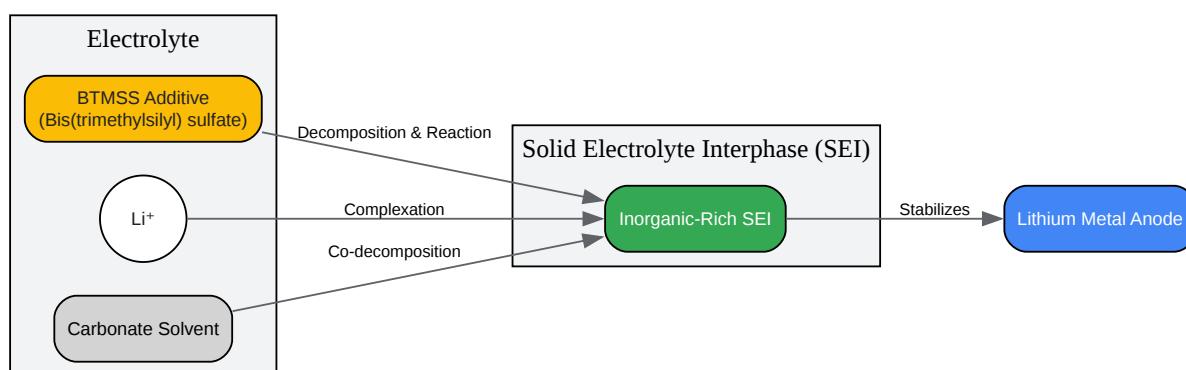 Electrolyte
BTMSS Additive
(Bis(trimethylsilyl) sulfate)
Li⁺
Carbonate Solvent
Decomposition & Reaction
Complexation
Co-decomposition
Solid Electrolyte Interphase (SEI)
Inorganic-Rich SEI
Stabilizes
Lithium Metal Anode